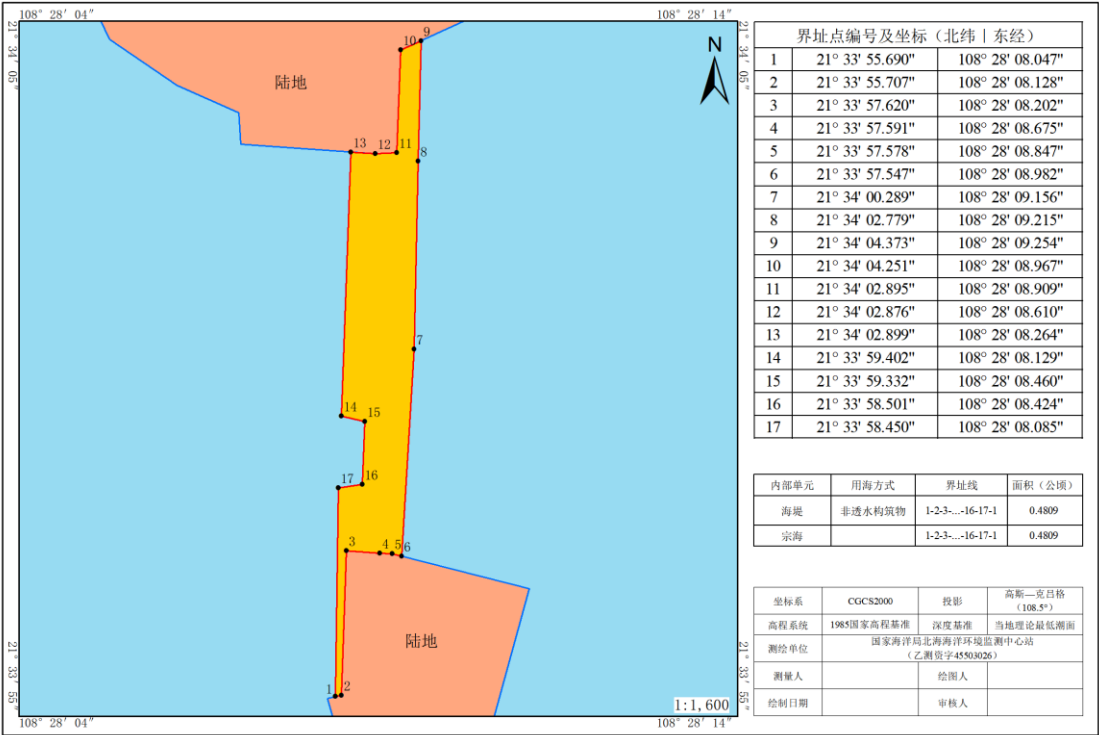 108° 28′ 04″
108° 28′ 14″
21° 34′ 05″
21° 34′ 05″
N
陆地
9
10
13
12
11
8
7
14
15
16
17
3
4
5
6
陆地
1
2
1:1,600
21° 33′ 55″
21° 33′ 55″
108° 28′ 04″
108° 28′ 14″
界址点编号及坐标（北纬 | 东经）
1 21° 33' 55.690" 108° 28' 08.047"
2 21° 33' 55.707" 108° 28' 08.128"
3 21° 33' 57.620" 108° 28' 08.202"
4 21° 33' 57.591" 108° 28' 08.675"
5 21° 33' 57.578" 108° 28' 08.847"
6 21° 33' 57.547" 108° 28' 08.982"
7 21° 34' 00.289" 108° 28' 09.156"
8 21° 34' 02.779" 108° 28' 09.215"
9 21° 34' 04.373" 108° 28' 09.254"
10 21° 34' 04.251" 108° 28' 08.967"
11 21° 34' 02.895" 108° 28' 08.909"
12 21° 34' 02.876" 108° 28' 08.610"
13 21° 34' 02.899" 108° 28' 08.264"
14 21° 33' 59.402" 108° 28' 08.129"
15 21° 33' 59.332" 108° 28' 08.460"
16 21° 33' 58.501" 108° 28' 08.424"
17 21° 33' 58.450" 108° 28' 08.085"
内部单元 用海方式 界址线 面积（公顷）
海堤 非透水构筑物 1-2-3-...-16-17-1 0.4809
宗海 1-2-3-...-16-17-1 0.4809
坐标系 CGCS2000 投影 高斯—克吕格
（108.5°）
高程系统 1985国家高程基准 深度基准 当地理论最低潮面
测绘单位 国家海洋局北海海洋环境监测中心站
（乙测资字45503026）
测量人 绘图人
绘制日期 审核人